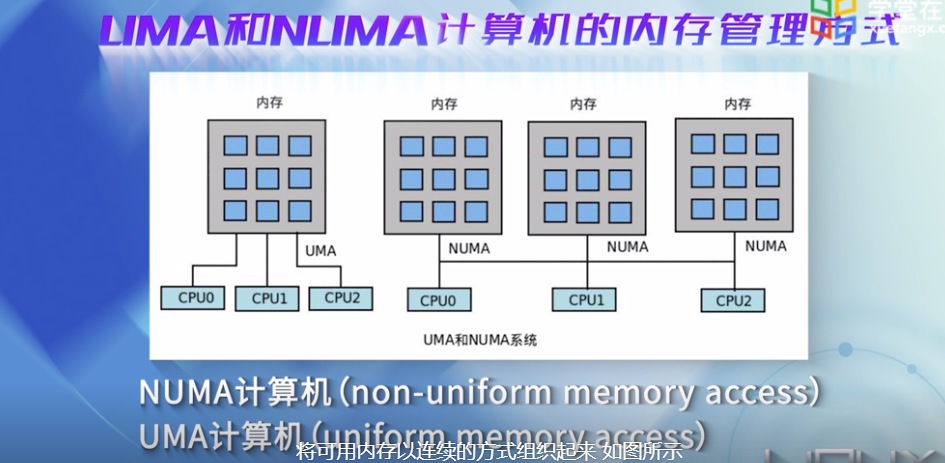 UMA和NUMA计算机的内存管理方式
学堂在
xuetangx.c
内存 内存 内存 内存
UMA NUMA NUMA NUMA
CPU0 CPU1 CPU2 CPU0 CPU1 CPU2
UMA和NUMA系统
NUMA计算机（non-uniform memory access）
UMA计算机（uniform memory access）
将可用内存以连续的方式组织起来 如图所示